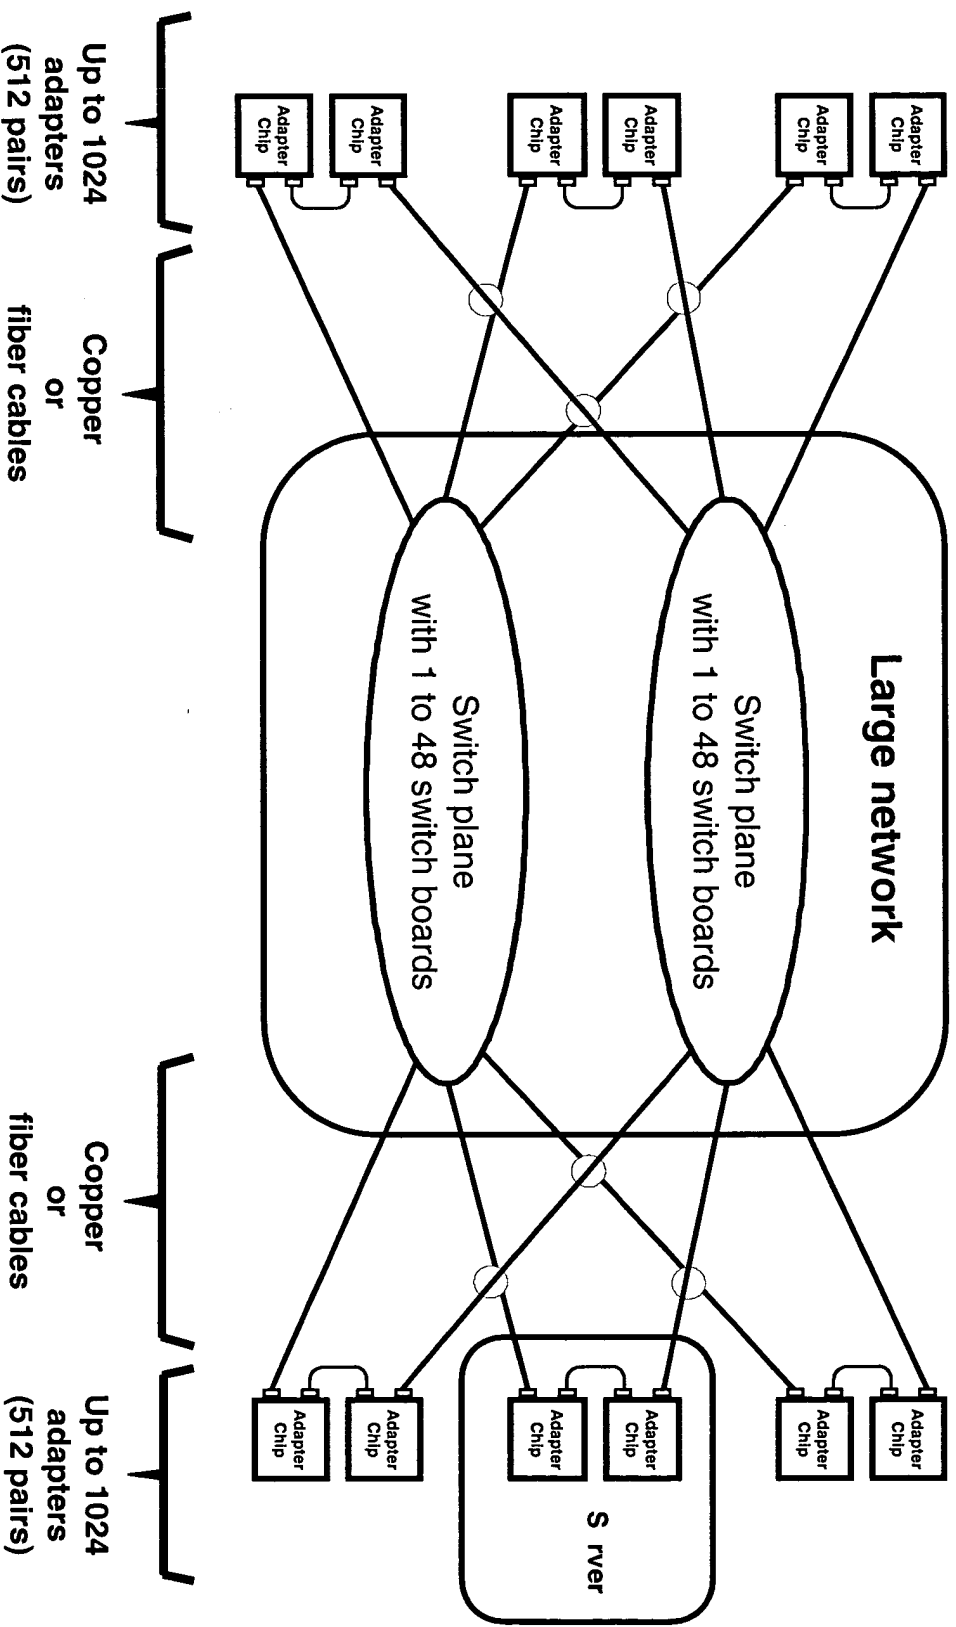 Large network
Adapter
Chip
Adapter
Chip
Adapter
Chip
Adapter
Chip
Adapter
Chip
Adapter
Chip
Switch plane
with 1 to 48 switch boards
Switch plane
with 1 to 48 switch boards
Adapter
Chip
Adapter
Chip
Adapter
Chip
Adapter
Chip
S rver
Adapter
Chip
Adapter
Chip
Up to 1024
adapters
(512 pairs)
Copper
or
fiber cables
Copper
or
fiber cables
Up to 1024
adapters
(512 pairs)